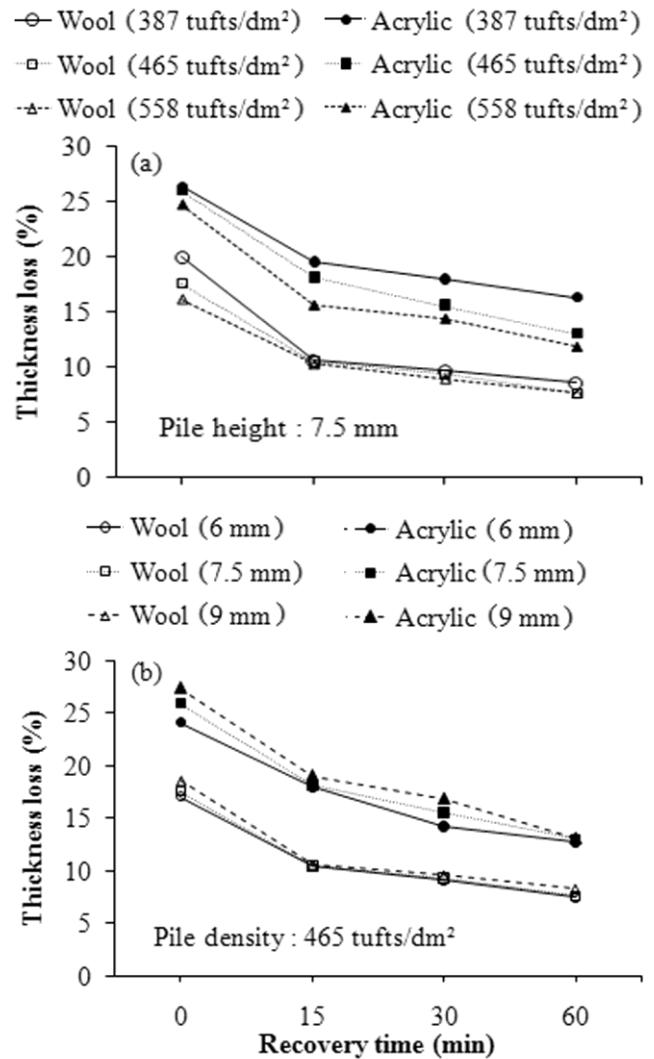 Wool (387 tufts/dm²) Acrylic (387 tufts/dm²)
Wool (465 tufts/dm²) Acrylic (465 tufts/dm²)
Wool (558 tufts/dm²) Acrylic (558 tufts/dm²)
(a)
Thickness loss (%)
30
25
20
15
10
5
0
Pile height : 7.5 mm
Wool (6 mm) Acrylic (6 mm)
Wool (7.5 mm) Acrylic (7.5 mm)
Wool (9 mm) Acrylic (9 mm)
(b)
Thickness loss (%)
30
25
20
15
10
5
0
Pile density : 465 tufts/dm²
0 15 30 60
Recovery time (min)